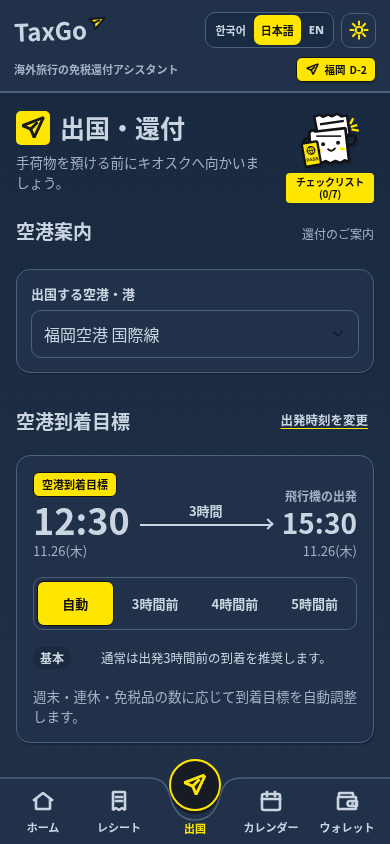 TaxGo
한국어 日本語 EN
海外旅行の免税還付アシスタント
福岡 D-2
出国・還付
手荷物を預ける前にキオスクへ向かいま
しょう。
チェックリスト
(0/7)
空港案内
還付のご案内
出国する空港・港
福岡空港 国際線
空港到着目標
出発時刻を変更
空港到着目標
飛行機の出発
12:30
3時間
15:30
11.26(木)
11.26(木)
自動 3時間前 4時間前 5時間前
基本 通常は出発3時間前の到着を推奨します。
週末・連休・免税品の数に応じて到着目標を自動調整
します。
ホーム レシート 出国 カレンダー ウォレット